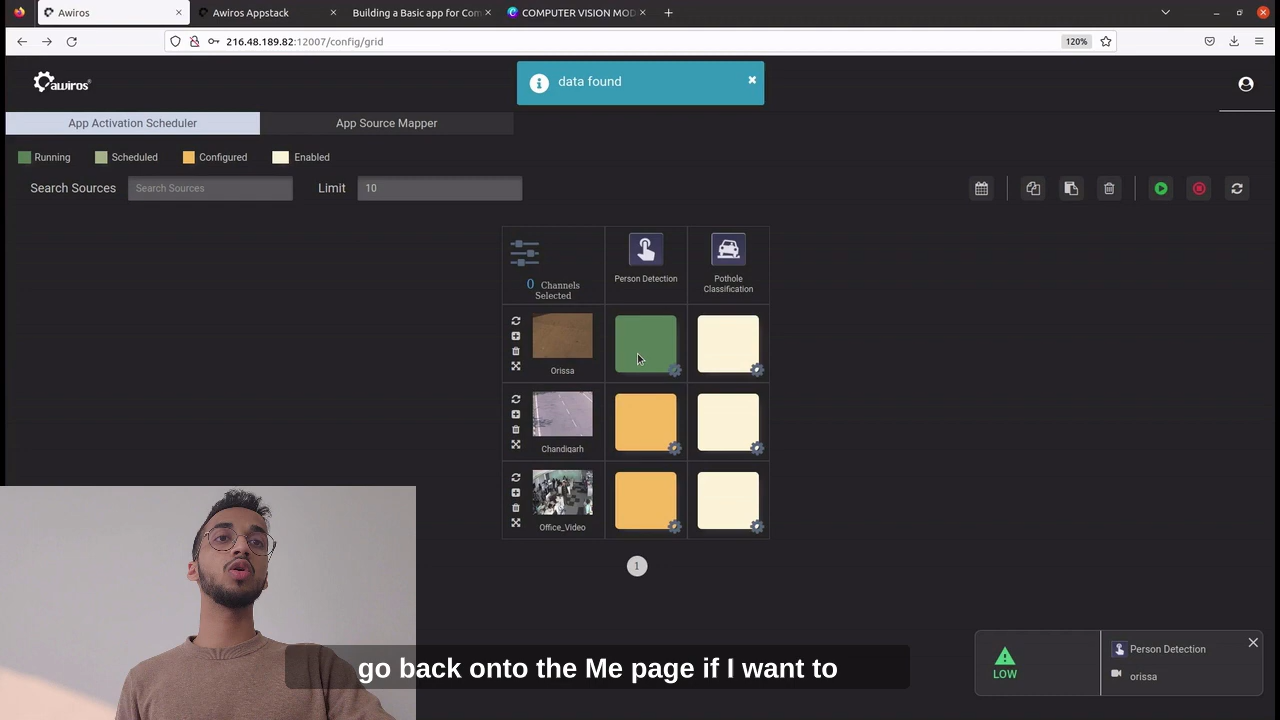 Awiros
Awiros Appstack
Building a Basic app for Com
COMPUTER VISION MOD
216.48.189.82:12007/config/grid
120%
awiros
data found
App Activation Scheduler
App Source Mapper
Running
Scheduled
Configured
Enabled
Search Sources
Search Sources
Limit
10
0 Channels
Selected
Person Detection
Pothole
Classification
Orissa
Chandigarh
Office_Video
1
go back onto the Me page if I want to
LOW
Person Detection
orissa